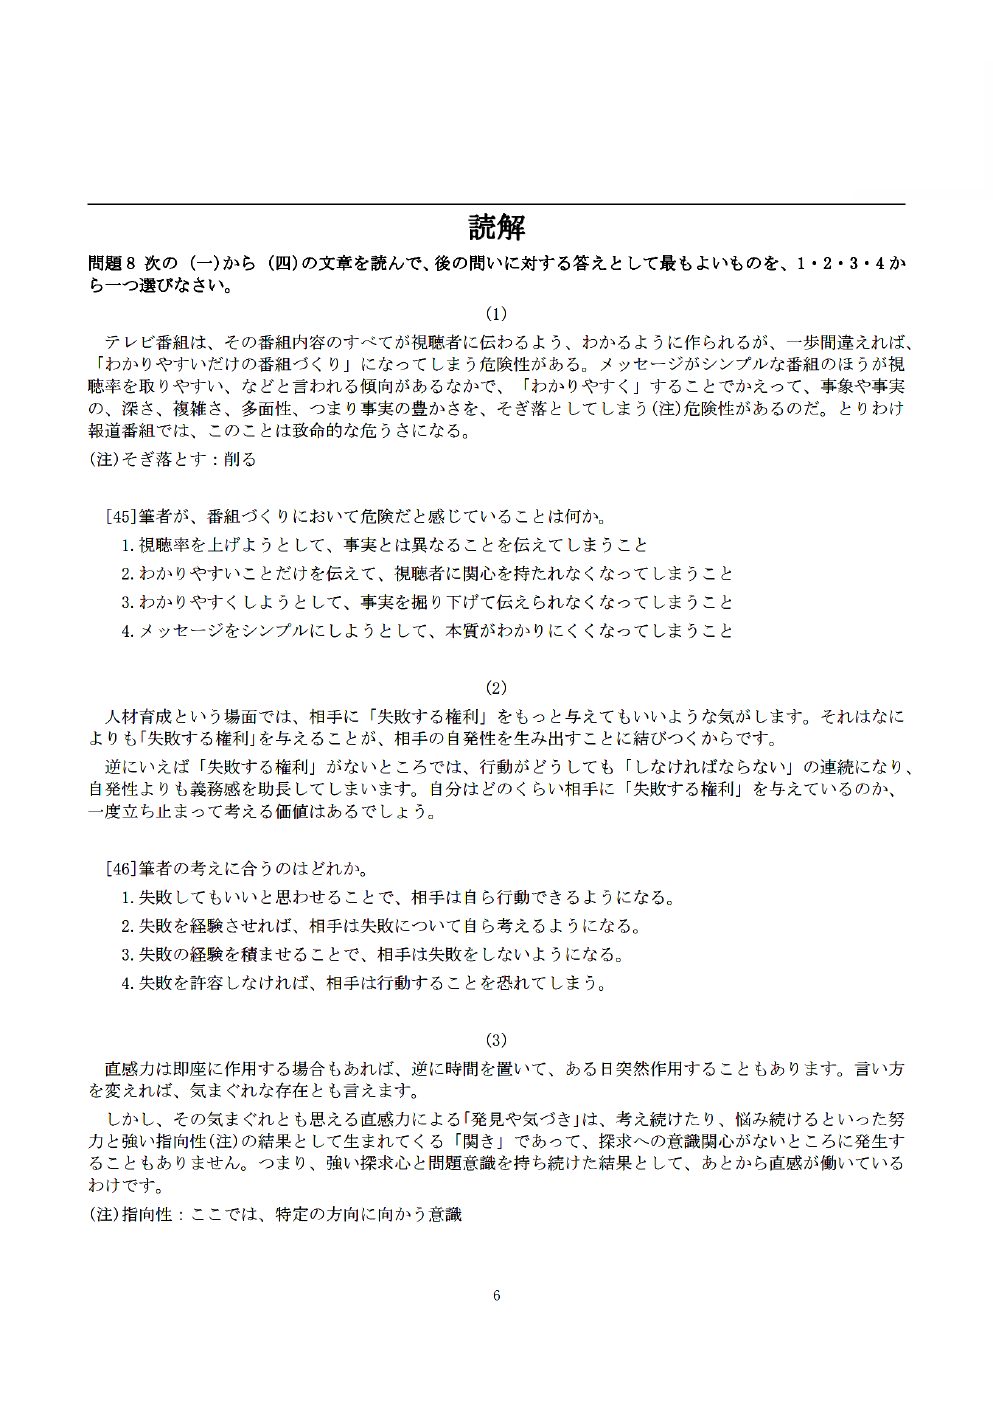 読解
問題８ 次の（一)から（四)の文章を読んで､後の問いに対する答えとして最もよいものを、1・2・3・4か
ら一つ選びなさい。
(1)
テレビ番組は、その番組内容のすべてが視聴者に伝わるよう、わかるように作られるが、一歩間違えれば、
「わかりやすいだけの番組づくり」になってしまう危険性がある。メッセージがシンプルな番組のほうが視
聴率を取りやすい、などと言われる傾向があるなかで、「わかりやすく」することでかえって、事象や事実
の、深さ、複雑さ、多面性、つまり事実の豊かさを、そぎ落としてしまう(注)危険性があるのだ。とりわけ
報道番組では、このことは致命的な危うさになる。
(注)そぎ落とす：削る
[45]筆者が、番組づくりにおいて危険だと感じていることは何か。
1.視聴率を上げようとして、事実とは異なることを伝えてしまうこと
2.わかりやすいことだけを伝えて、視聴者に関心を持たれなくなってしまうこと
3.わかりやすくしようとして、事実を掘り下げて伝えられなくなってしまうこと
4.メッセージをシンプルにしようとして、本質がわかりにくくなってしまうこと
(2)
人材育成という場面では、相手に「失敗する権利」をもっと与えてもいいような気がします。それはなに
よりも｢失敗する権利｣を与えることが、相手の自発性を生み出すことに結びつくからです。
逆にいえば「失敗する権利」がないところでは、行動がどうしても「しなければならない」の連続になり、
自発性よりも義務感を助長してしまいます。自分はどのくらい相手に「失敗する権利」を与えているのか、
一度立ち止まって考える価値はあるでしょう。
[46]筆者の考えに合うのはどれか。
1.失敗してもいいと思わせることで、相手は自ら行動できるようになる。
2.失敗を経験させれば、相手は失敗について自ら考えるようになる。
3.失敗の経験を積ませることで、相手は失敗をしないようになる。
4.失敗を許容しなければ、相手は行動することを恐れてしまう。
(3)
直感力は即座に作用する場合もあれば、逆に時間を置いて、ある日突然作用することもあります。言い方
を変えれば、気まぐれな存在とも言えます。
しかし、その気まぐれとも思える直感力による｢発見や気づき｣は、考え続けたり、悩み続けるといった努
力と強い指向性(注)の結果として生まれてくる「閃き」であって、探求への意識関心がないところに発生す
ることもありません。つまり、強い探求心と問題意識を持ち続けた結果として、あとから直感が働いている
わけです。
(注)指向性：ここでは、特定の方向に向かう意識
6